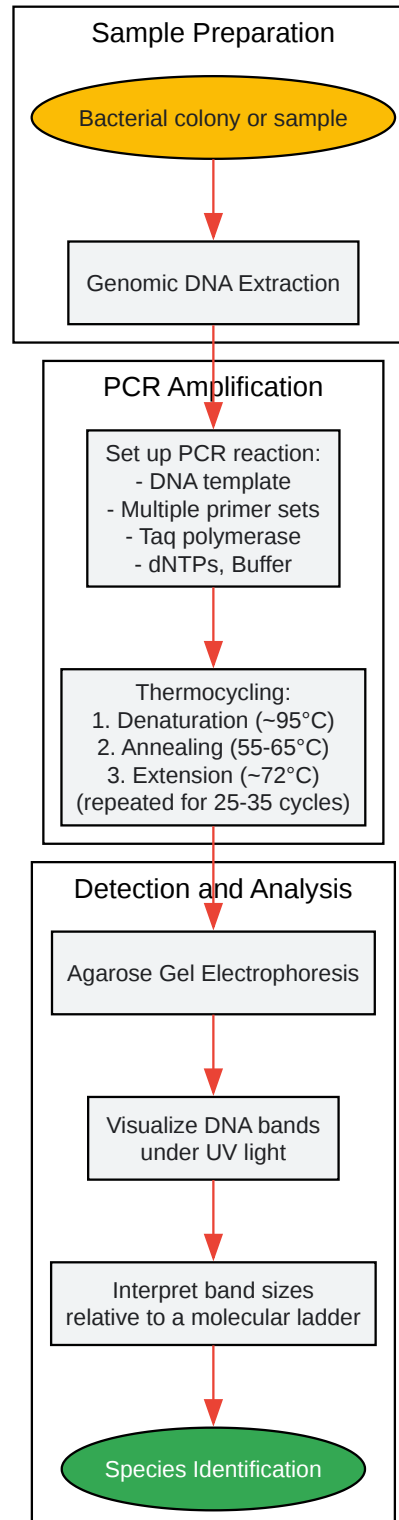 Sample Preparation
Bacterial colony or sample
Genomic DNA Extraction
PCR Amplification
Set up PCR reaction:
- DNA template
- Multiple primer sets
- Taq polymerase
- dNTPs, Buffer
Thermocycling:
1. Denaturation (~95°C)
2. Annealing (55-65°C)
3. Extension (~72°C)
(repeated for 25-35 cycles)
Detection and Analysis
Agarose Gel Electrophoresis
Visualize DNA bands
under UV light
Interpret band sizes
relative to a molecular ladder
Species Identification